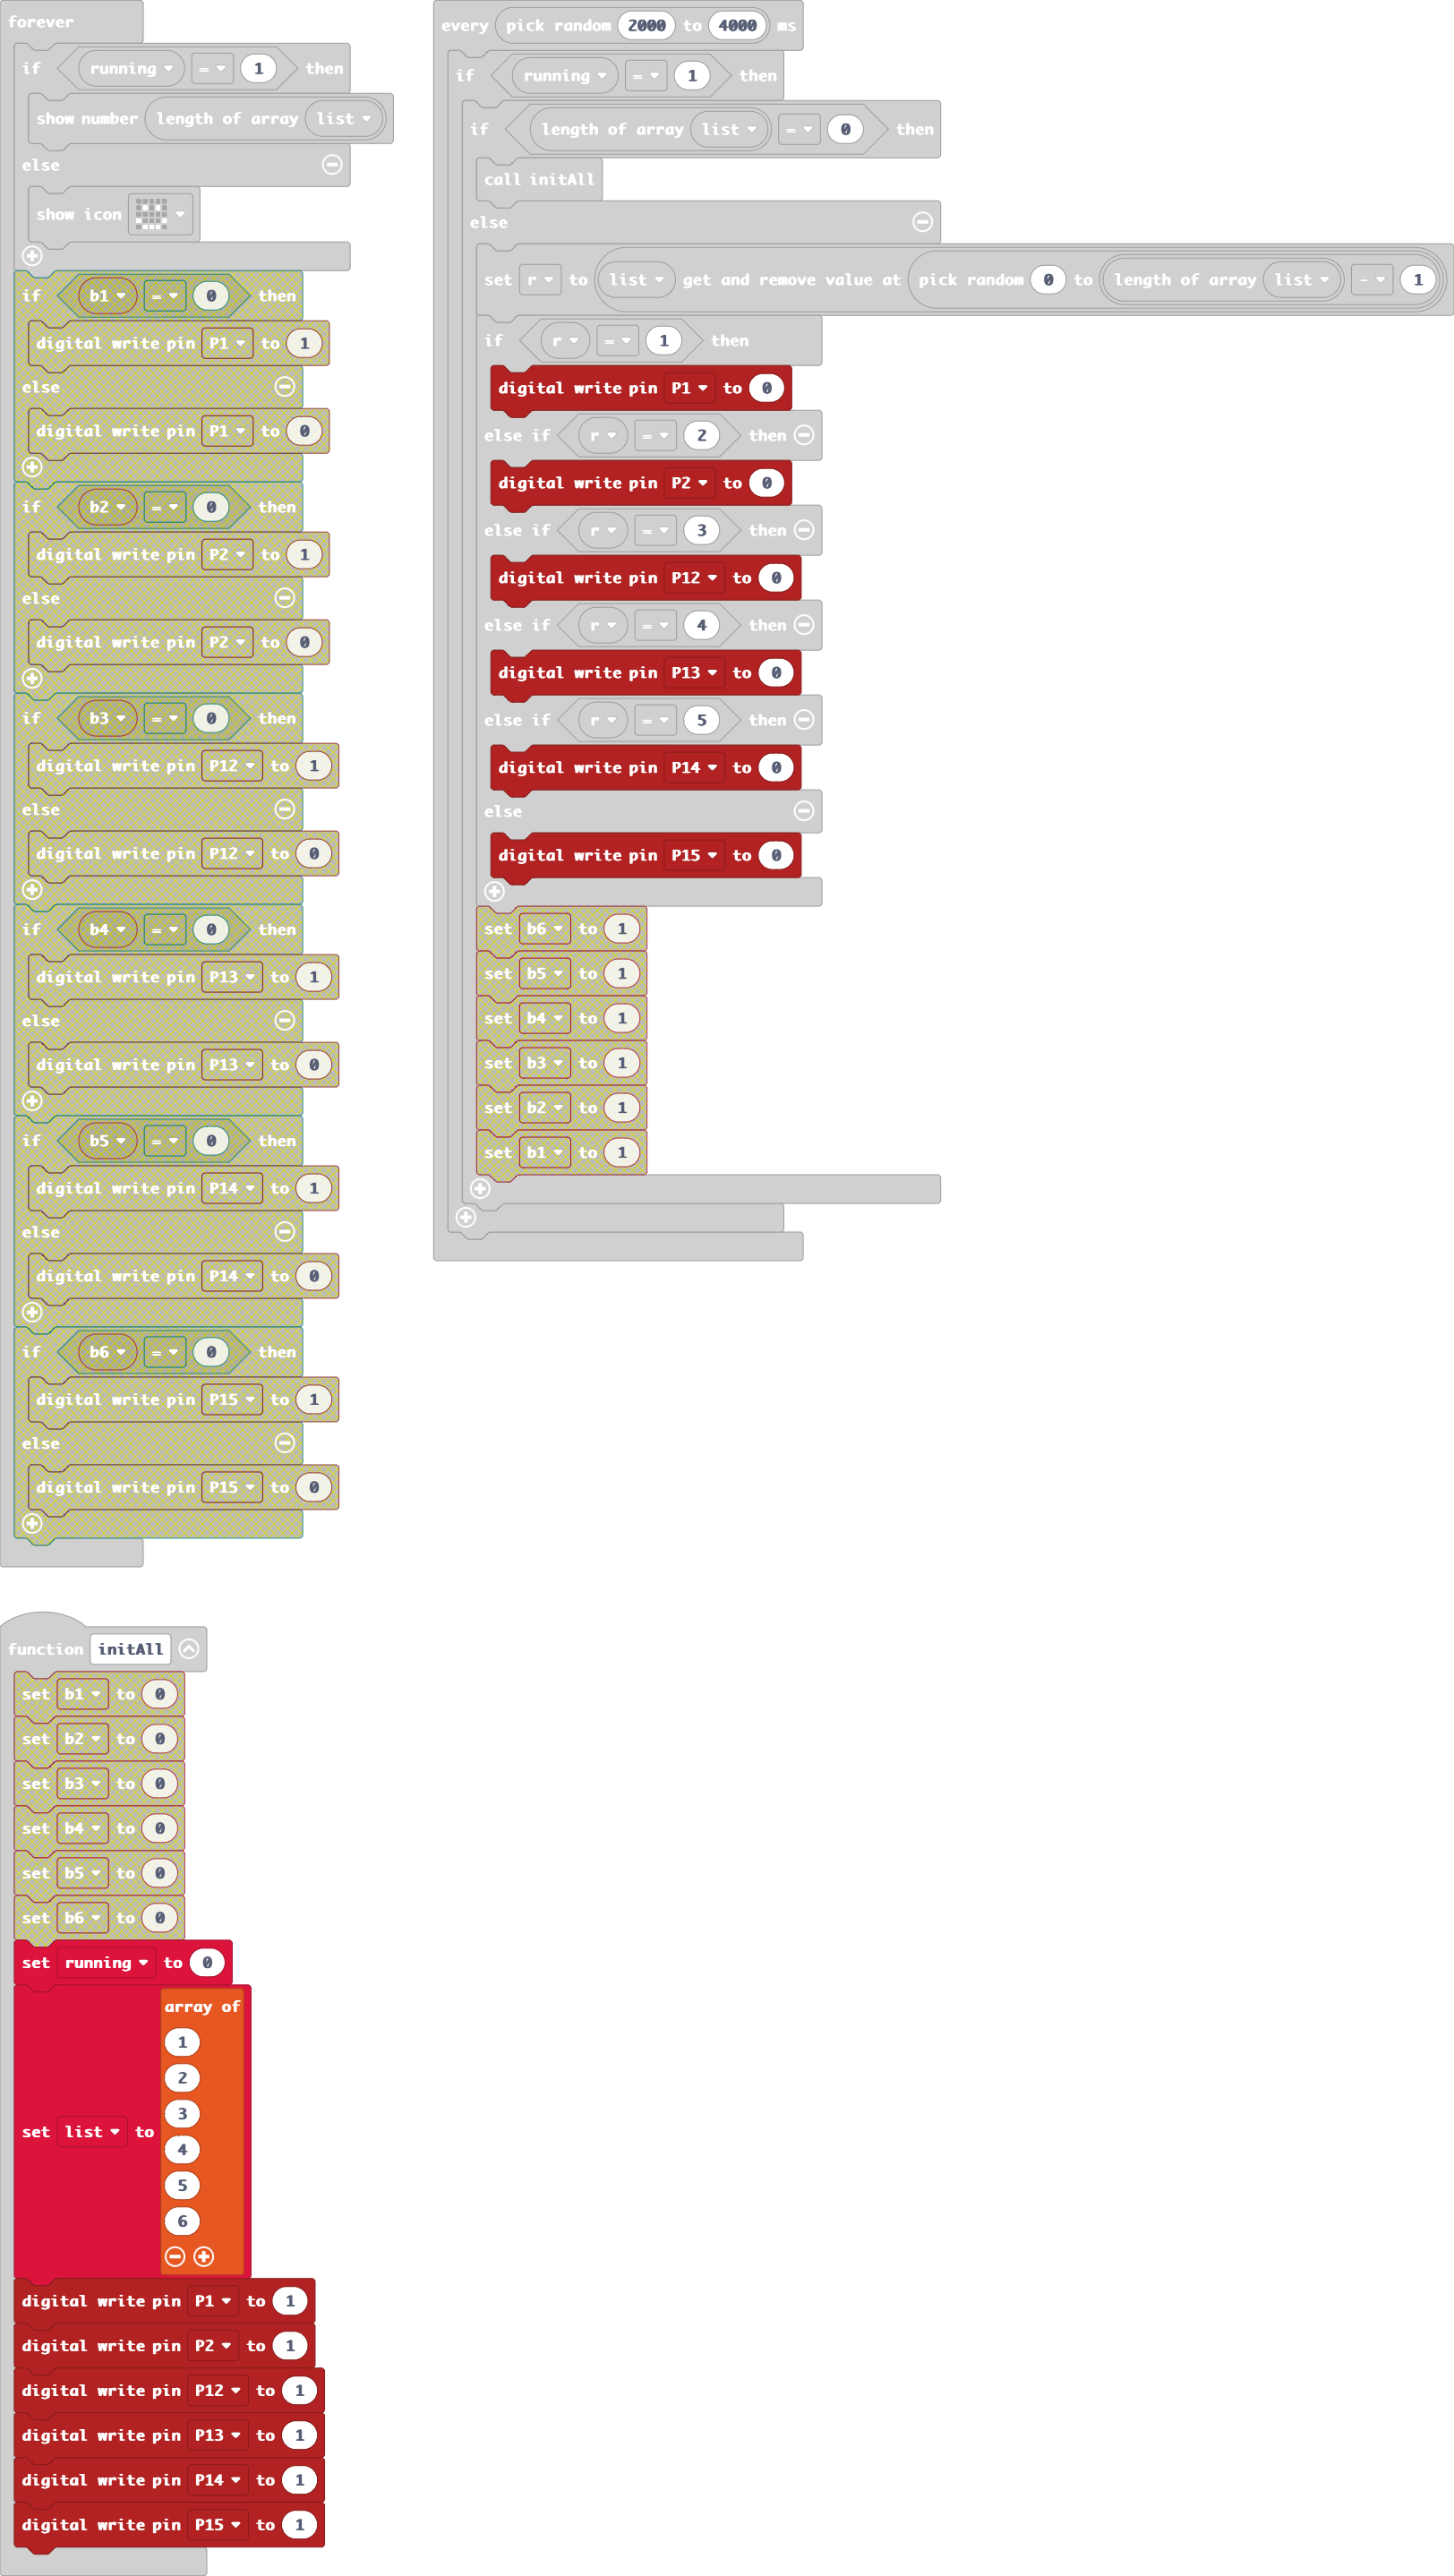 forever
if running = 1 then
show number length of array list
else
show icon
if b1 = 0 then
digital write pin P1 to 1
else
digital write pin P1 to 0
if b2 = 0 then
digital write pin P2 to 1
else
digital write pin P2 to 0
if b3 = 0 then
digital write pin P12 to 1
else
digital write pin P12 to 0
if b4 = 0 then
digital write pin P13 to 1
else
digital write pin P13 to 0
if b5 = 0 then
digital write pin P14 to 1
else
digital write pin P14 to 0
if b6 = 0 then
digital write pin P15 to 1
else
digital write pin P15 to 0
every pick random 2000 to 4000 ms
if running = 1 then
if length of array list = 0 then
call initAll
else
set r to list get and remove value at pick random 0 to length of array list - 1
if r = 1 then
digital write pin P1 to 0
else if r = 2 then
digital write pin P2 to 0
else if r = 3 then
digital write pin P12 to 0
else if r = 4 then
digital write pin P13 to 0
else if r = 5 then
digital write pin P14 to 0
else
digital write pin P15 to 0
set b6 to 1
set b5 to 1
set b4 to 1
set b3 to 1
set b2 to 1
set b1 to 1
function initAll
set b1 to 0
set b2 to 0
set b3 to 0
set b4 to 0
set b5 to 0
set b6 to 0
set running to 0
array of
1
2
3
4
set list to
5
6
digital write pin P1 to 1
digital write pin P2 to 1
digital write pin P12 to 1
digital write pin P13 to 1
digital write pin P14 to 1
digital write pin P15 to 1